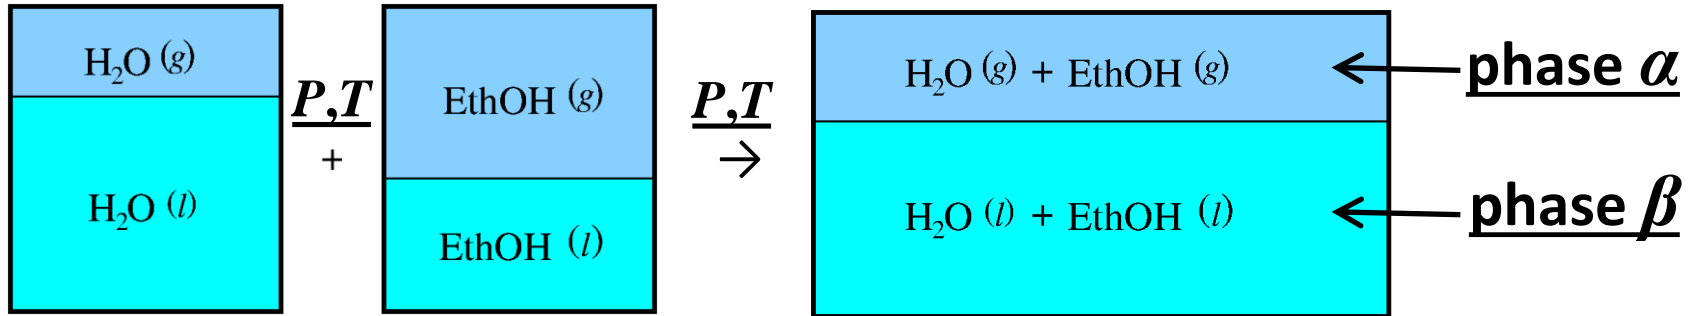 H₂O (g)
H₂O (l)
P,T
+
EthOH (g)
EthOH (l)
P,T
→
H₂O (g) + EthOH (g)
H₂O (l) + EthOH (l)
phase α
phase β